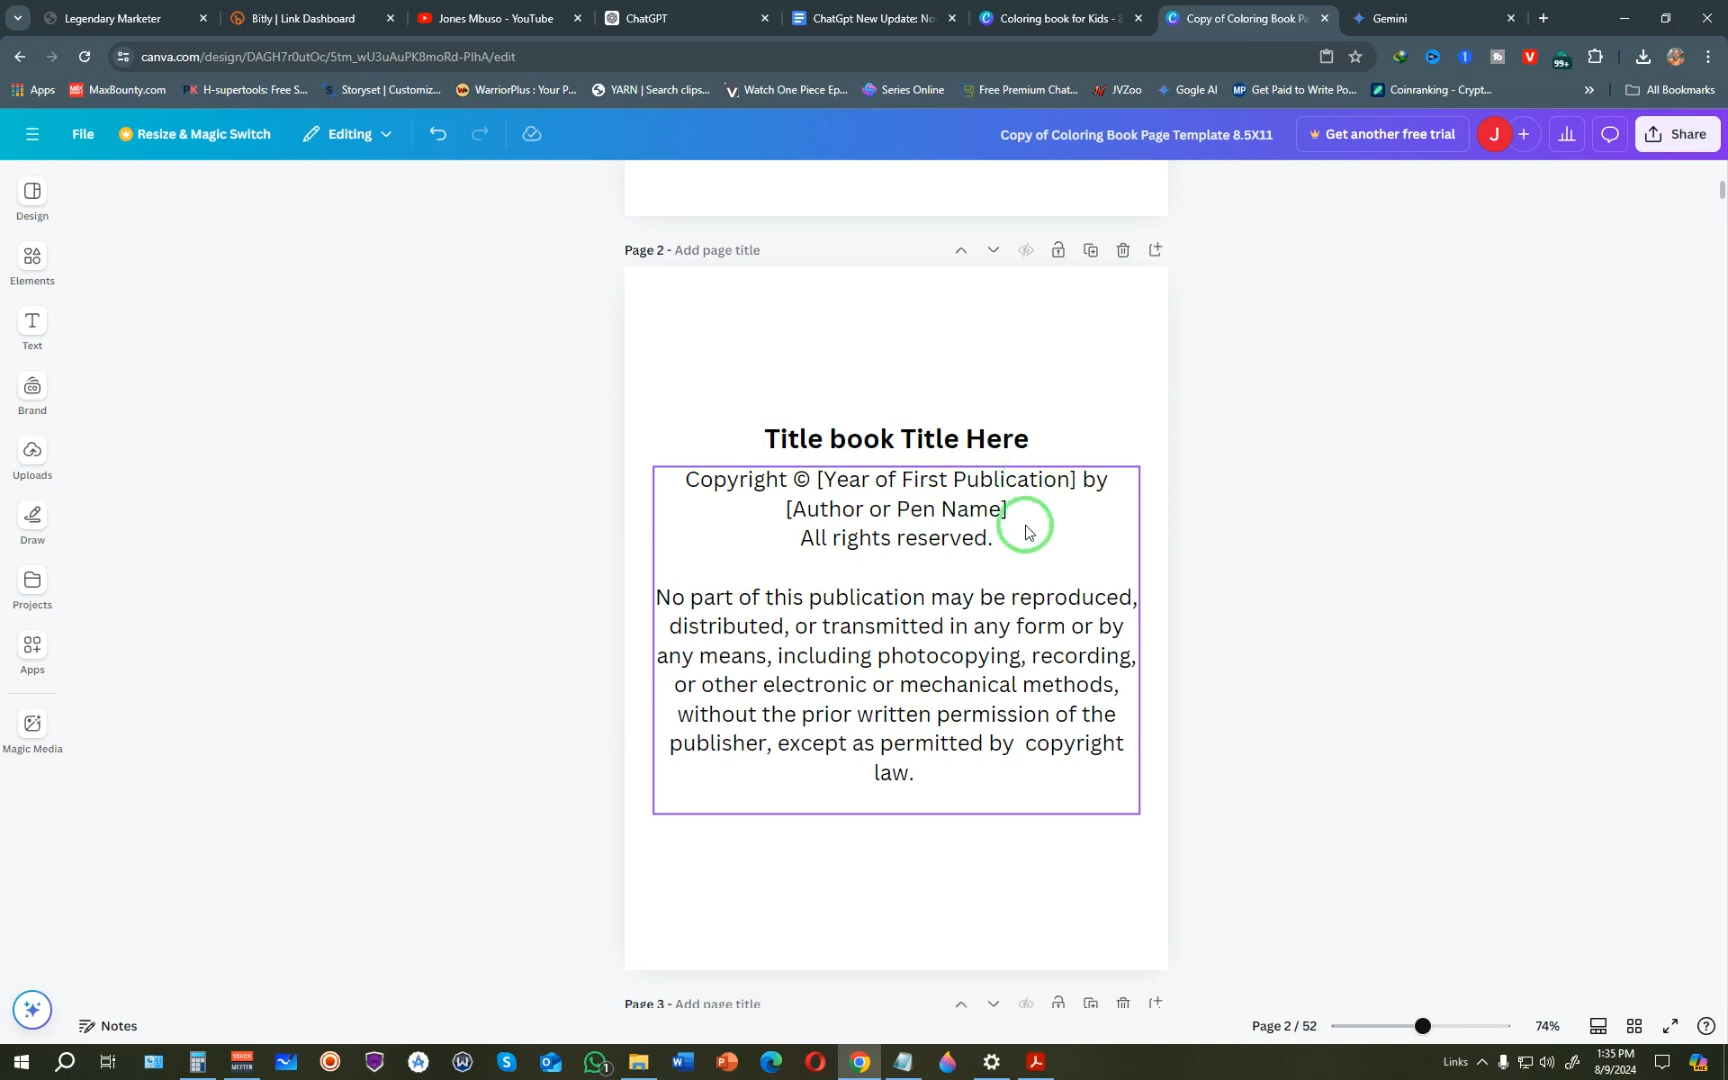 Legendary Marketer
Bitly | Link Dashboard
Jones Mbuso - YouTube
ChatGPT
ChatGpt New Update: No
Coloring book for Kids - 8
Copy of Coloring Book Pa
Gemini
canva.com/design/DAGH7r0utOc/5tm_wU3uAuPK8moRd-PlhA/edit
99+
Apps
MaxBounty.com
H-supertools: Free S...
Storyset | Customiz...
WarriorPlus : Your P...
YARN | Search clips...
Watch One Piece Ep...
Series Online
Free Premium Chat...
JVZoo
Gogle AI
Get Paid to Write Po...
Coinranking - Crypt...
All Bookmarks
File
Resize & Magic Switch
Editing
Copy of Coloring Book Page Template 8.5X11
Get another free trial
J
Share
Design
Elements
Text
Brand
Uploads
Draw
Projects
Apps
Magic Media
Page 2 - Add page title
Title book Title Here
Copyright © [Year of First Publication] by
[Author or Pen Name]
All rights reserved.
No part of this publication may be reproduced,
distributed, or transmitted in any form or by
any means, including photocopying, recording,
or other electronic or mechanical methods,
without the prior written permission of the
publisher, except as permitted by copyright
law.
Page 3 - Add page title
Notes
Page 2 / 52
74%
Links
1:35 PM
8/9/2024